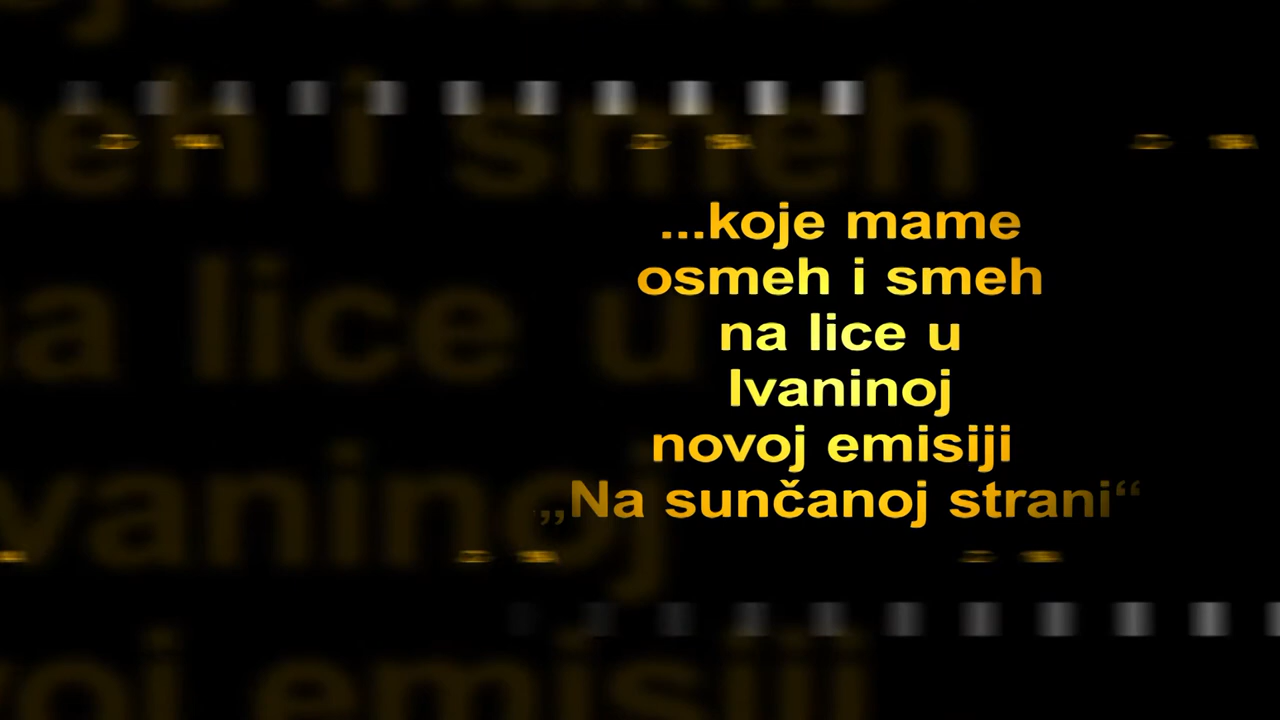 ...koje mame
osmeh i smeh
na lice u
Ivaninoj
novoj emisiji
„Na sunčanoj strani“